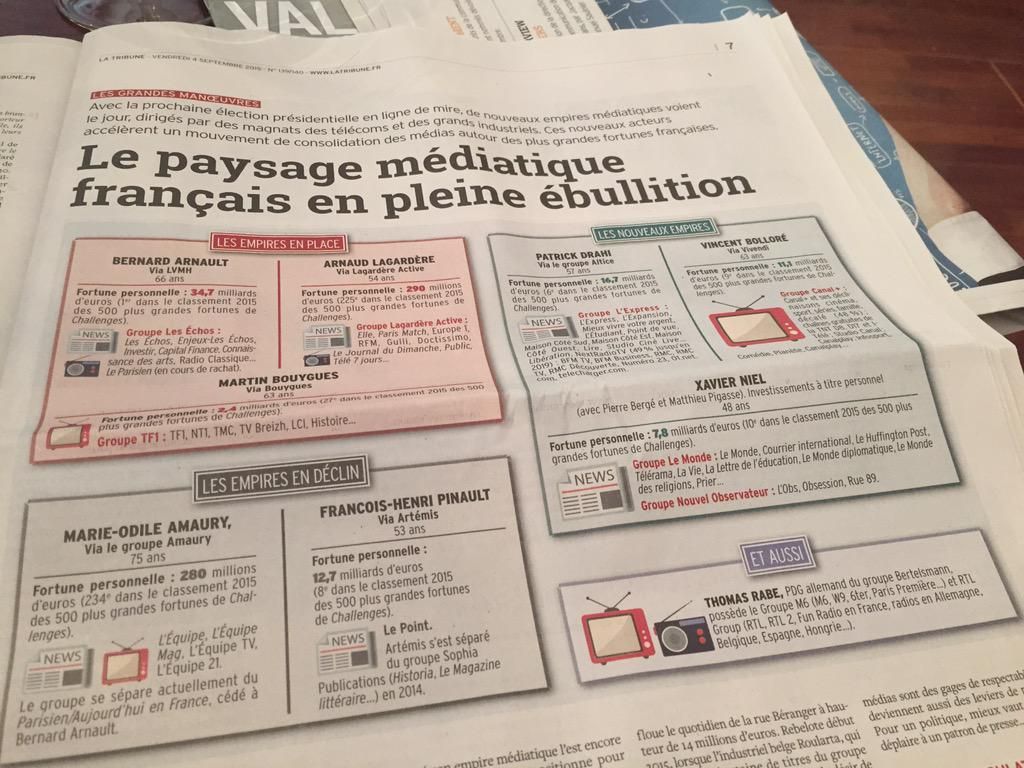 VAL
LA TRIBUNE - VENDREDI 4 SEPTEMBRE 2015 - N° 139/140 - WWW.LATRIBUNE.FR
7
LES GRANDES MANŒUVRES
Avec la prochaine élection présidentielle en ligne de mire, de nouveaux empires médiatiques voient
le jour, dirigés par des magnats des télécoms et des grands industriels. Ces nouveaux acteurs
accélèrent un mouvement de consolidation des médias autour des plus grandes fortunes françaises.
Le paysage médiatique
français en pleine ébullition
LES EMPIRES EN PLACE
BERNARD ARNAULT
Via LVMH
66 ans
Fortune personnelle : 34,7 milliards
d'euros (1er dans le classement 2015
des 500 plus grandes fortunes de
Challenges).
NEWS
Groupe Les Échos :
Les Échos, Enjeux-Les Échos,
Investir, Capital Finance, Connais-
sance des arts, Radio Classique...
Le Parisien (en cours de rachat).
ARNAUD LAGARDÈRE
Via Lagardère Active
54 ans
Fortune personnelle : 290 millions
d'euros (225e dans le classement 2015
des 500 plus grandes fortunes de
Challenges).
NEWS
Groupe Lagardère Active :
Elle, Paris Match, Europe 1,
RFM, Gulli, Doctissimo,
Le Journal du Dimanche, Public,
Télé 7 jours...
MARTIN BOUYGUES
Via Bouygues
63 ans
Fortune personnelle : 2,4 milliards d'euros (27e dans le classement 2015 des 500
plus grandes fortunes de Challenges).
Groupe TF1 : TF1, NT1, TMC, TV Breizh, LCI, Histoire...
LES NOUVEAUX EMPIRES
PATRICK DRAHI
Via le groupe Altice
57 ans
Fortune personnelle : 16,7 milliards
d'euros (6e dans le classement 2015
des 500 plus grandes fortunes de
Challenges).
NEWS
Groupe L'Express :
L'Express, L'Expansion,
Mieux vivre votre argent,
L'Étudiant, Point de vue,
Maison Côté Sud, Maison Côté Est, Maison
Côté Ouest, Lire, Studio Ciné Live...
Libération, NextRadioTV (49 % jusqu'en
2019) : BFM TV, BFM Business, RMC, RMC
TV, RMC Découverte, Numéro 23, 01net.
com, telecharger.com.
VINCENT BOLLORÉ
Via Vivendi
63 ans
Fortune personnelle : 11,1 milliards
d'euros (9e dans le classement 2015
des 500 plus grandes fortunes de Chal-
lenges).
Groupe Canal+ :
Canal+ et ses décli-
naisons cinéma,
sport, séries, famille,
XAVIER NIEL
(avec Pierre Bergé et Matthieu Pigasse). Investissements à titre personnel
48 ans
Fortune personnelle : 7,8 milliards d'euros (10e dans le classement 2015 des 500 plus
grandes fortunes de Challenges).
NEWS
Groupe Le Monde : Le Monde, Courrier international, Le Huffington Post,
Télérama, La Vie, La Lettre de l'éducation, Le Monde diplomatique, Le Monde
des religions, Prier...
Groupe Nouvel Observateur : L'Obs, Obsession, Rue 89.
LES EMPIRES EN DÉCLIN
MARIE-ODILE AMAURY,
Via le groupe Amaury
75 ans
Fortune personnelle : 280 millions
d'euros (234e dans le classement 2015
des 500 plus grandes fortunes de Chal-
lenges).
NEWS
L'Équipe, L'Équipe
Mag, L'Équipe TV,
L'Équipe 21.
Le groupe se sépare actuellement du
Parisien/Aujourd'hui en France, cédé à
Bernard Arnault.
FRANCOIS-HENRI PINAULT
Via Artémis
53 ans
Fortune personnelle :
12,7 milliards d'euros
(8e dans le classement 2015
des 500 plus grandes fortunes de
Challenges).
NEWS
Le Point.
Artémis s'est séparé
du groupe Sophia
Publications (Historia, Le Magazine
littéraire...) en 2014.
ET AUSSI
THOMAS RABE, PDG allemand du groupe Bertelsmann,
possède le Groupe M6 (M6, W9, 6ter, Paris Première...) et RTL
Group (RTL, RTL 2, Fun Radio en France, radios en Allemagne,
Belgique, Espagne, Hongrie...).
empire médiatique l'est encore
floue le quotidien de la rue Béranger à hau-
teur de 14 millions d'euros. Rebelote début
2015, lorsque l'industriel belge Roularta, qui
de titres du groupe
médias sont des gages de respectabi
deviennent aussi des leviers de
Pour un politique, mieux vaut
déplaire à un patron de presse...
INTERNET